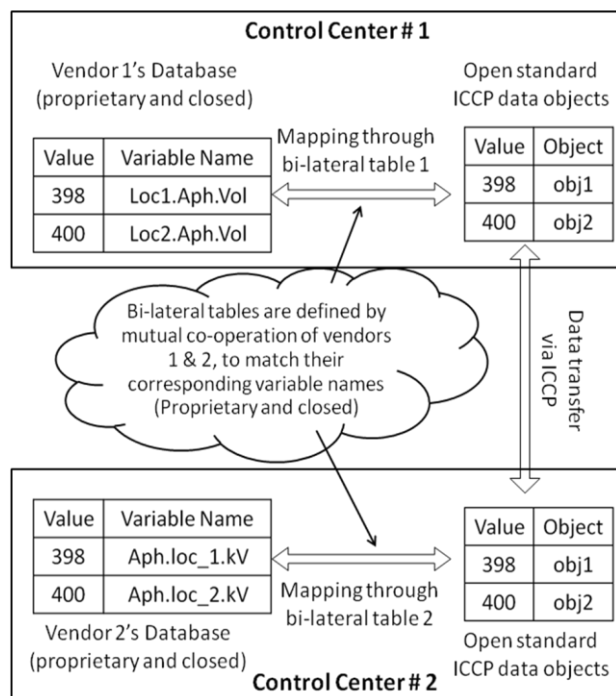 Control Center # 1
Vendor 1's Database
(proprietary and closed)
Open standard
ICCP data objects
Value Variable Name
398 Loc1.Aph.Vol
400 Loc2.Aph.Vol
Mapping through
bi-lateral table 1
Value Object
398 obj1
400 obj2
Bi-lateral tables are defined by
mutual co-operation of vendors
1 & 2, to match their
corresponding variable names
(Proprietary and closed)
Data transfer
via ICCP
Value Variable Name
398 Aph.loc_1.kV
400 Aph.loc_2.kV
Vendor 2's Database
(proprietary and closed)
Mapping through
bi-lateral table 2
Value Object
398 obj1
400 obj2
Open standard
ICCP data objects
Control Center # 2